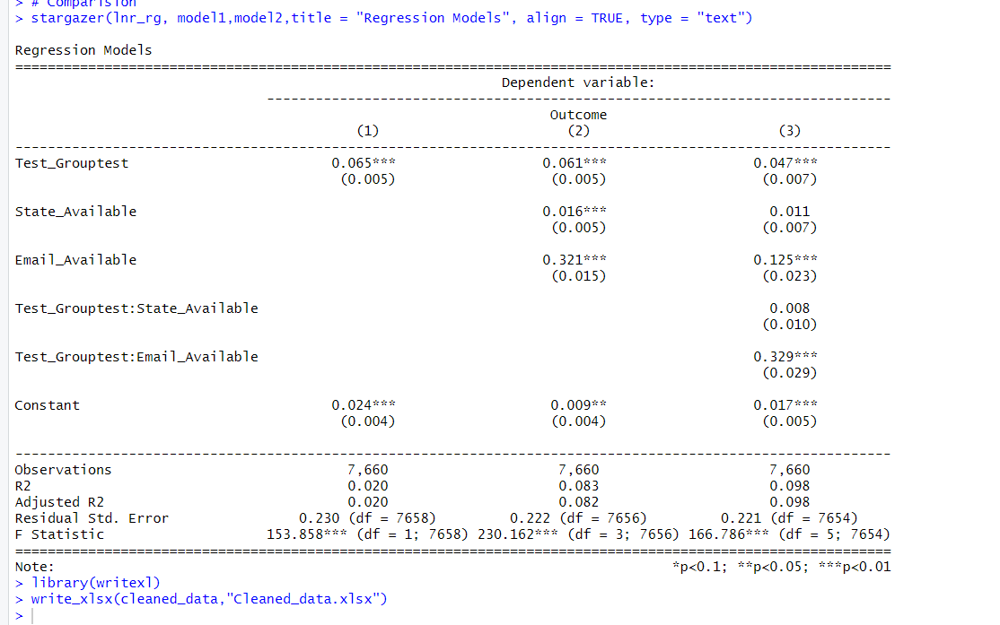 > # Comparision
> stargazer(lnr_rg, model1,model2,title = "Regression Models", align = TRUE, type = "text")
Regression Models
==========================================================================================================
Dependent variable:
----------------------------------------------------------------------------
Outcome
(1) (2) (3)
----------------------------------------------------------------------------------------------------------
Test_Grouptest 0.065*** 0.061*** 0.047***
(0.005) (0.005) (0.007)
State_Available 0.016*** 0.011
(0.005) (0.007)
Email_Available 0.321*** 0.125***
(0.015) (0.023)
Test_Grouptest:State_Available 0.008
(0.010)
Test_Grouptest:Email_Available 0.329***
(0.029)
Constant 0.024*** 0.009** 0.017***
(0.004) (0.004) (0.005)
----------------------------------------------------------------------------------------------------------
Observations 7,660 7,660 7,660
R2 0.020 0.083 0.098
Adjusted R2 0.020 0.082 0.098
Residual Std. Error 0.230 (df = 7658) 0.222 (df = 7656) 0.221 (df = 7654)
F Statistic 153.858*** (df = 1; 7658) 230.162*** (df = 3; 7656) 166.786*** (df = 5; 7654)
==========================================================================================================
Note: *p<0.1; **p<0.05; ***p<0.01
> library(writexl)
> write_xlsx(cleaned_data,"Cleaned_data.xlsx")
>